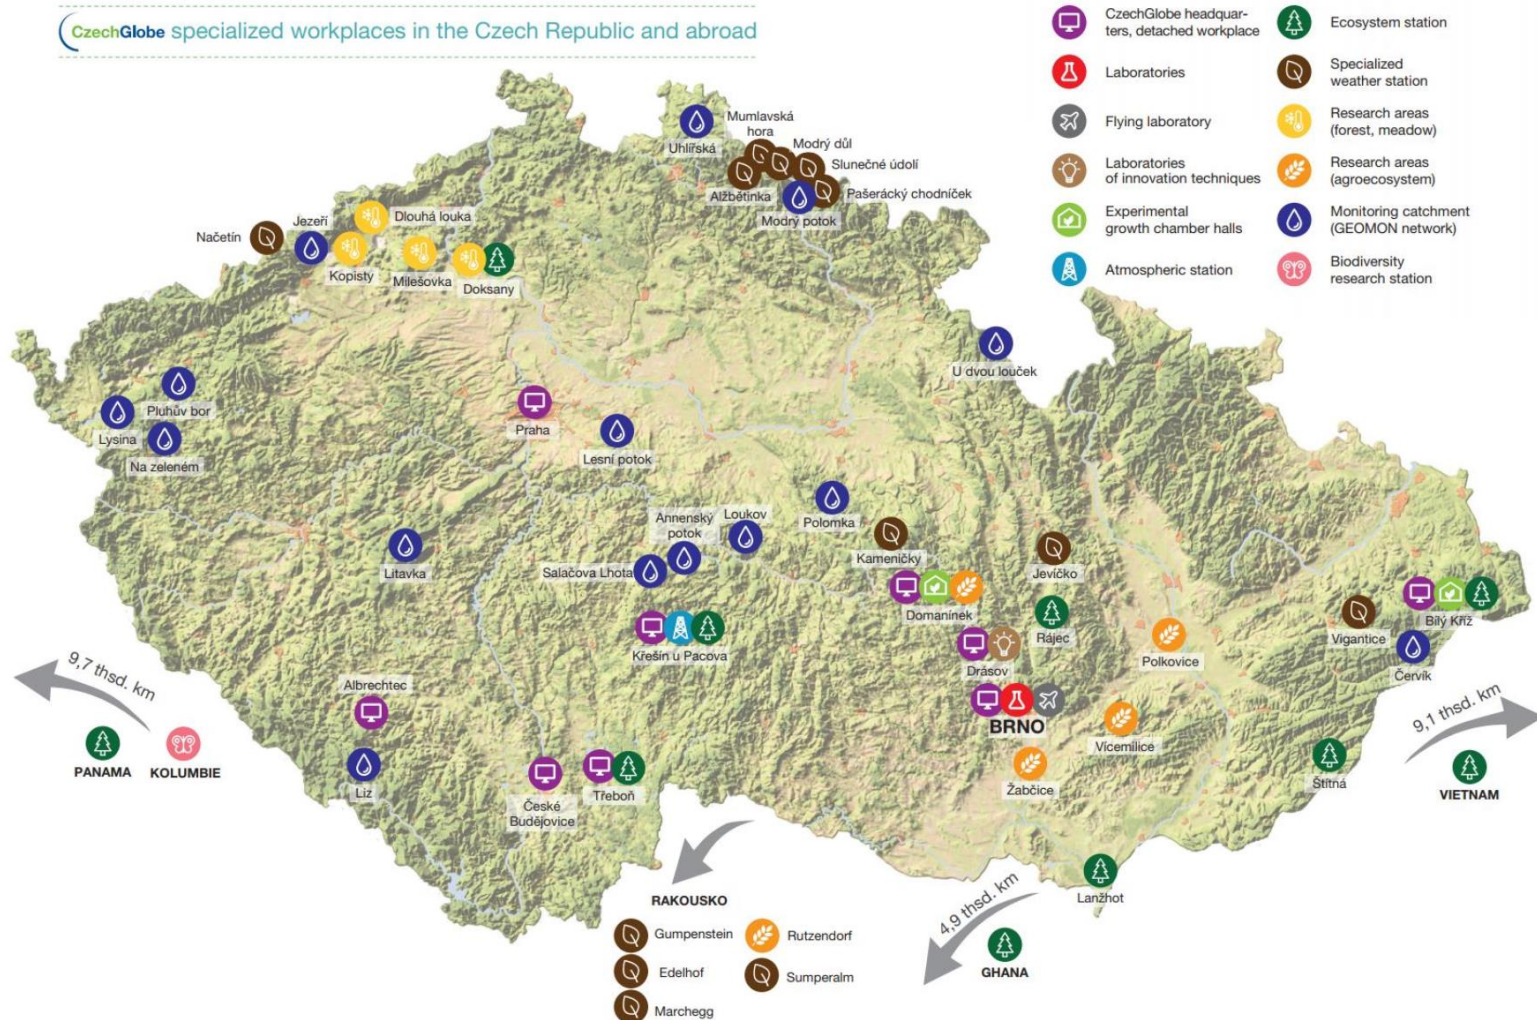 CzechGlobe specialized workplaces in the Czech Republic and abroad
CzechGlobe headquar-
ters, detached workplace
Ecosystem station
Laboratories
Specialized
weather station
Flying laboratory
Research areas
(forest, meadow)
Laboratories
of innovation techniques
Research areas
(agroecosystem)
Experimental
growth chamber halls
Monitoring catchment
(GEOMON network)
Atmospheric station
Biodiversity
research station
Uhlířská
Mumlavská
hora
Modrý důl
Slunečné údolí
Alžbětinka
Pašerácký chodníček
Modrý potok
Načetín
Jezeří
Dlouhá louka
Kopisty
Milešovka
Doksany
U dvou louček
Pluhův bor
Lysina
Na zeleném
Praha
Lesní potok
Litavka
Salačova Lhota
Annenský
potok
Loukov
Polomka
Kameničky
Jevíčko
Domanínek
Rájec
Křešín u Pacova
Drásov
Polkovice
Vigantice
Bílý Kříž
Červík
BRNO
Vícemilice
Žabčice
Štítná
Lanžhot
Albrechtec
Liz
České
Budějovice
Třeboň
9,7 thsd. km
PANAMA
KOLUMBIE
9,1 thsd. km
VIETNAM
4,9 thsd. km
GHANA
RAKOUSKO
Gumpenstein
Rutzendorf
Edelhof
Sumperalm
Marchegg